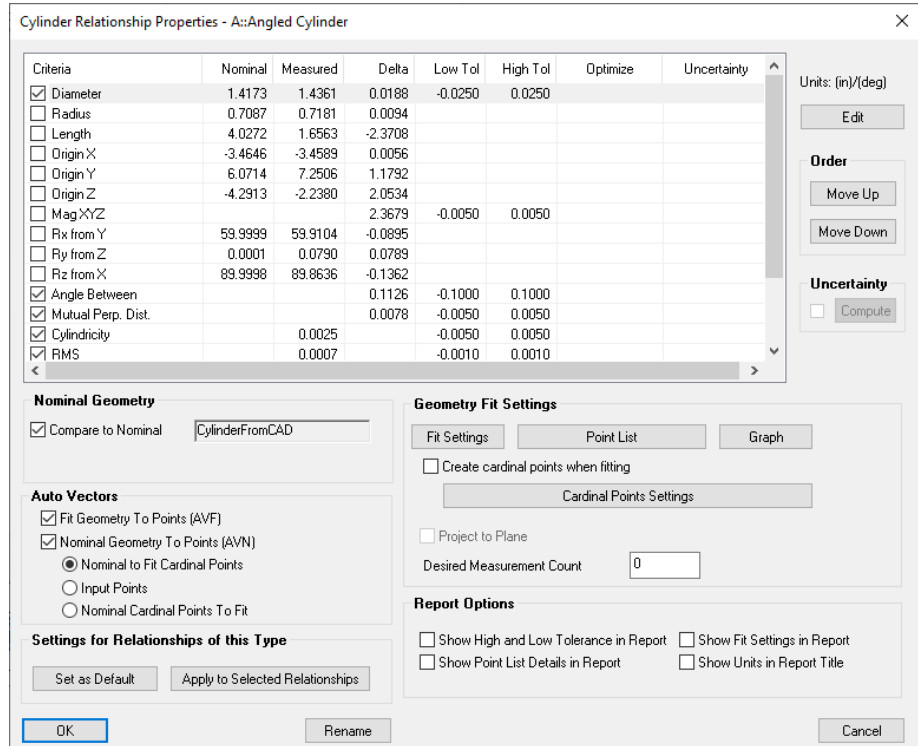 Cylinder Relationship Properties - A::Angled Cylinder
Criteria Nominal Measured Delta Low Tol High Tol Optimize Uncertainty
Diameter 1.4173 1.4361 0.0188 -0.0250 0.0250
Radius 0.7087 0.7181 0.0094
Length 4.0272 1.6563 -2.3708
Origin X -3.4646 -3.4589 0.0056
Origin Y 6.0714 7.2506 1.1792
Origin Z -4.2913 -2.2380 2.0534
Mag XYZ 2.3679 -0.0050 0.0050
Rx from Y 59.9999 59.9104 -0.0895
Ry from Z 0.0001 0.0790 0.0789
Rz from X 89.9998 89.8636 -0.1362
Angle Between 0.1126 -0.1000 0.1000
Mutual Perp. Dist. 0.0078 -0.0050 0.0050
Cylindricity 0.0025 -0.0050 0.0050
RMS 0.0007 -0.0010 0.0010
Units: (in)/(deg)
Edit
Order
Move Up
Move Down
Uncertainty
Compute
Nominal Geometry
Compare to Nominal CylinderFromCAD
Auto Vectors
Fit Geometry To Points (AVF)
Nominal Geometry To Points (AVN)
Nominal to Fit Cardinal Points
Input Points
Nominal Cardinal Points To Fit
Settings for Relationships of this Type
Set as Default Apply to Selected Relationships
Geometry Fit Settings
Fit Settings Point List Graph
Create cardinal points when fitting
Cardinal Points Settings
Project to Plane
Desired Measurement Count 0
Report Options
Show High and Low Tolerance in Report Show Fit Settings in Report
Show Point List Details in Report Show Units in Report Title
OK Rename Cancel